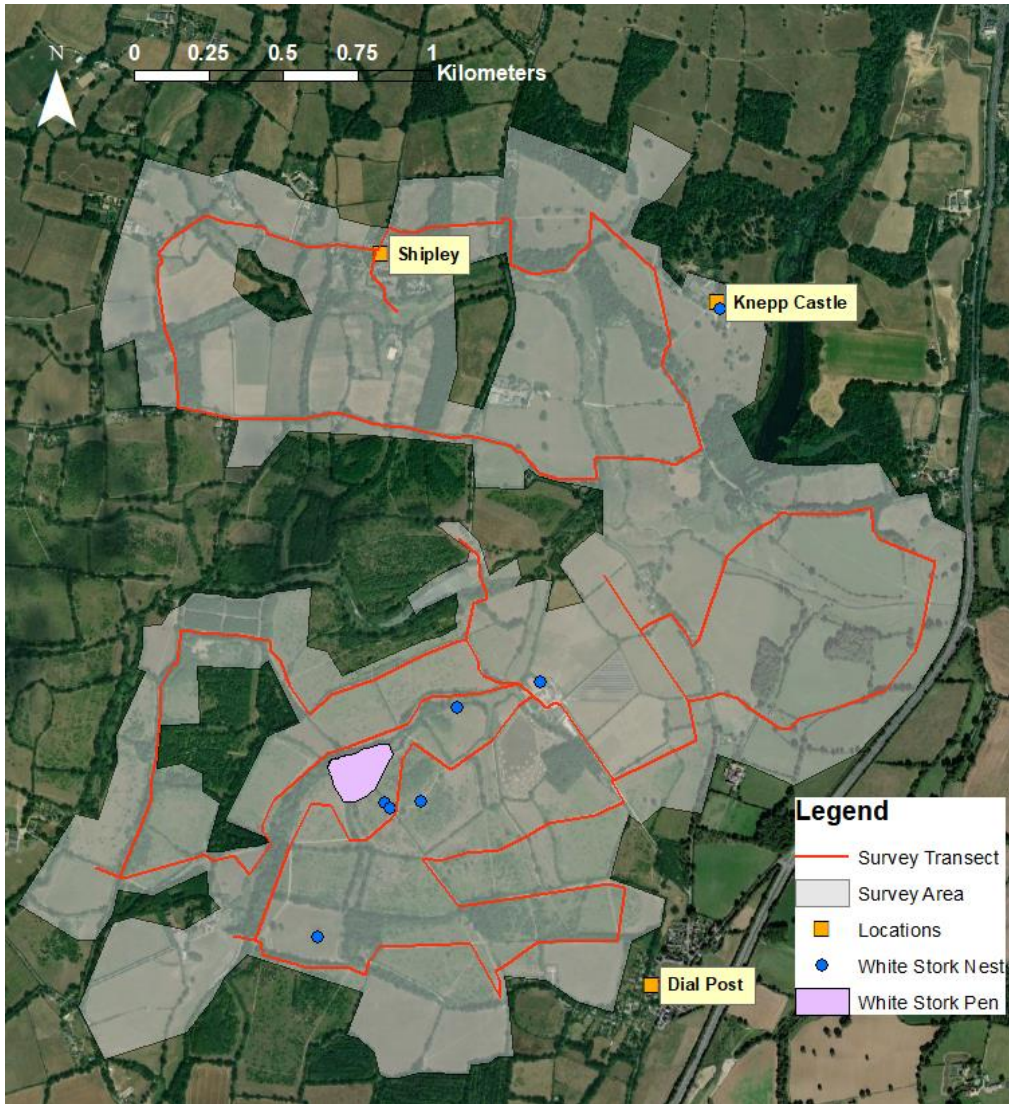 N
0 0.25 0.5 0.75 1
Kilometers
Shipley
Knepp Castle
Legend
Survey Transect
Survey Area
Locations
White Stork Nest
White Stork Pen
Dial Post